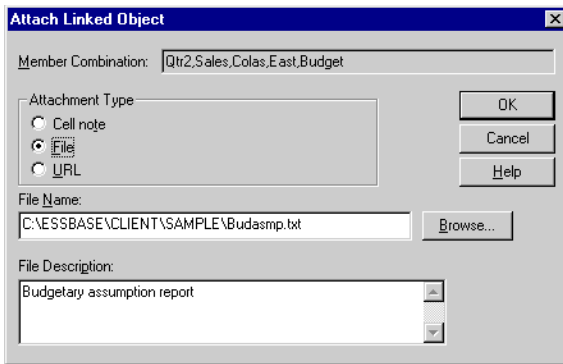 Attach Linked Object
Member Combination: Qtr2,Sales,Colas,East,Budget
Attachment Type
Cell note
File
URL
OK
Cancel
Help
File Name:
C:\ESSBASE\CLIENT\SAMPLE\Budasmp.txt
Browse...
File Description:
Budgetary assumption report